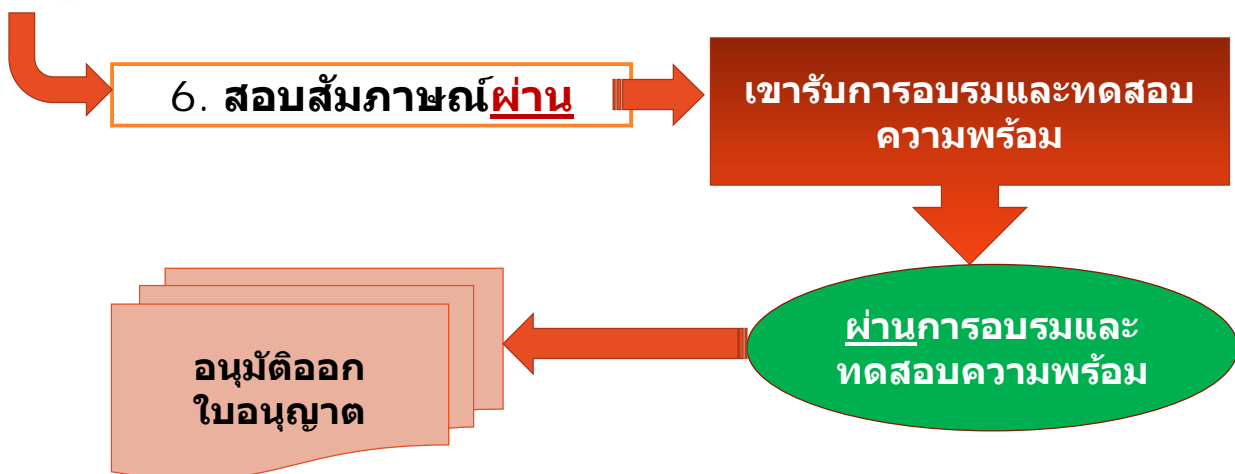 6. สอบสัมภาษณ์ผ่าน
เขารับการอบรมและทดสอบ
ความพร้อม
ผ่านการอบรมและ
ทดสอบความพร้อม
อนุมัติออก
ใบอนุญาต